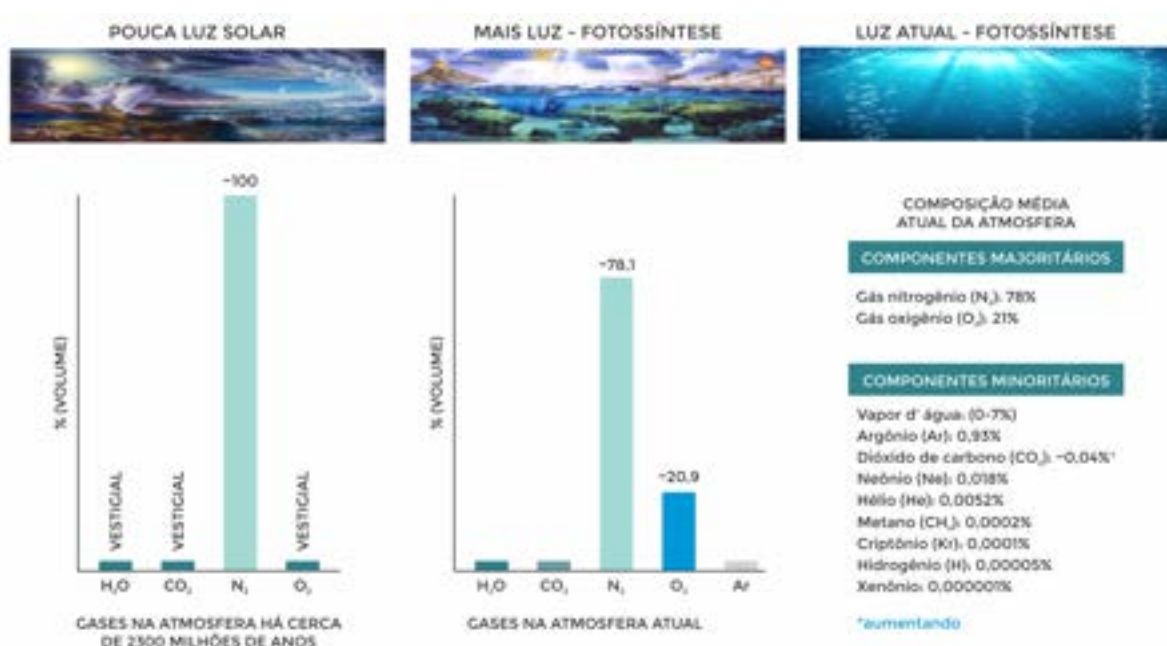 POUCA LUZ SOLAR
MAIS LUZ - FOTOSSÍNTESE
LUZ ATUAL - FOTOSSÍNTESE
~100
% (VOLUME)
VESTIGIAL
VESTIGIAL
VESTIGIAL
H₂O
CO₂
N₂
O₂
GASES NA ATMOSFERA HÁ CERCA
DE 2300 MILHÕES DE ANOS
~78,1
~20,9
% (VOLUME)
H₂O
CO₂
N₂
O₂
Ar
GASES NA ATMOSFERA ATUAL
COMPOSIÇÃO MÉDIA
ATUAL DA ATMOSFERA
COMPONENTES MAJORITÁRIOS
Gás nitrogênio (N₂): 78%
Gás oxigênio (O₂): 21%
COMPONENTES MINORITÁRIOS
Vapor d' água: (0-7%)
Argônio (Ar): 0,93%
Dióxido de carbono (CO₂): ~0,04%*
Neônio (Ne): 0,018%
Hélio (He): 0,0052%
Metano (CH₄): 0,0002%
Criptônio (Kr): 0,0001%
Hidrogênio (H): 0,00005%
Xenônio: 0,000001%
*aumentando